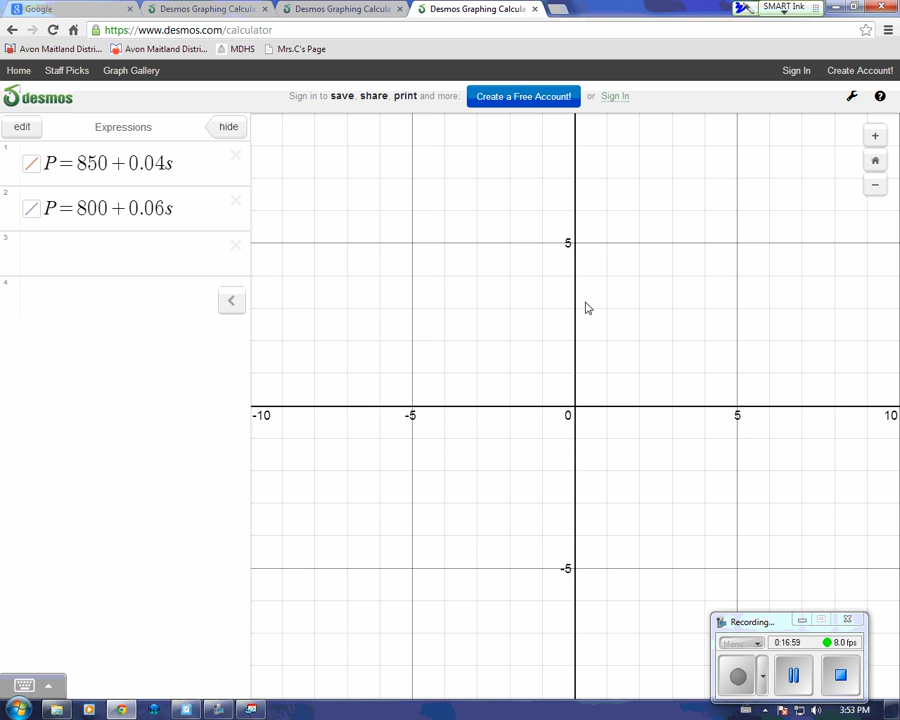 Google
Desmos Graphing Calcula
Desmos Graphing Calcula
Desmos Graphing Calcula
SMART Ink
https://www.desmos.com/calculator
Avon Maitland Distri...
Avon Maitland Distri...
MDHS
Mrs.C's Page
Home
Staff Picks
Graph Gallery
Sign In
Create Account!
desmos
Sign in to save, share, print and more:
Create a Free Account!
or
Sign In
edit
Expressions
hide
1
P=850+0.04s
2
P=800+0.06s
3
4
5
-10
-5
0
5
10
-5
Recording...
Menu
0:16:59
8.0 fps
3:53 PM